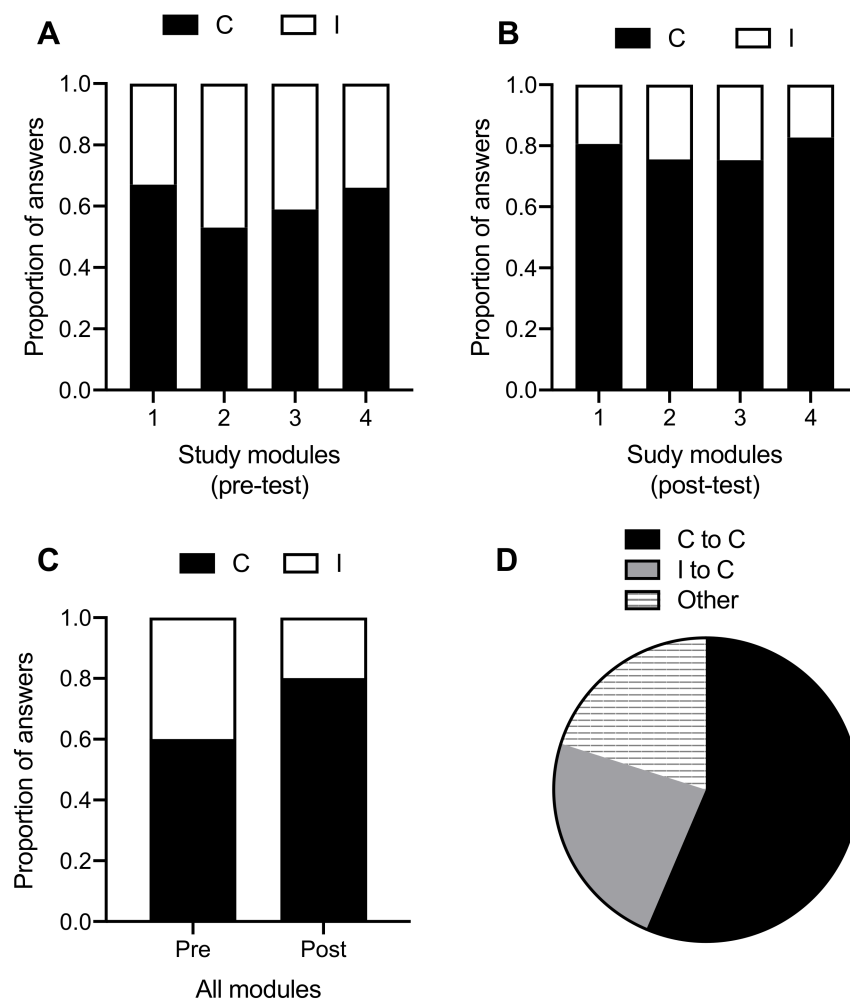 A
C
I
Proportion of answers
1.0
0.8
0.6
0.4
0.2
0.0
1 2 3 4
Study modules
(pre-test)
B
C
I
Proportion of answers
1.0
0.8
0.6
0.4
0.2
0.0
1 2 3 4
Sudy modules
(post-test)
C
C
I
Proportion of answers
1.0
0.8
0.6
0.4
0.2
0.0
Pre Post
All modules
D
C to C
I to C
Other